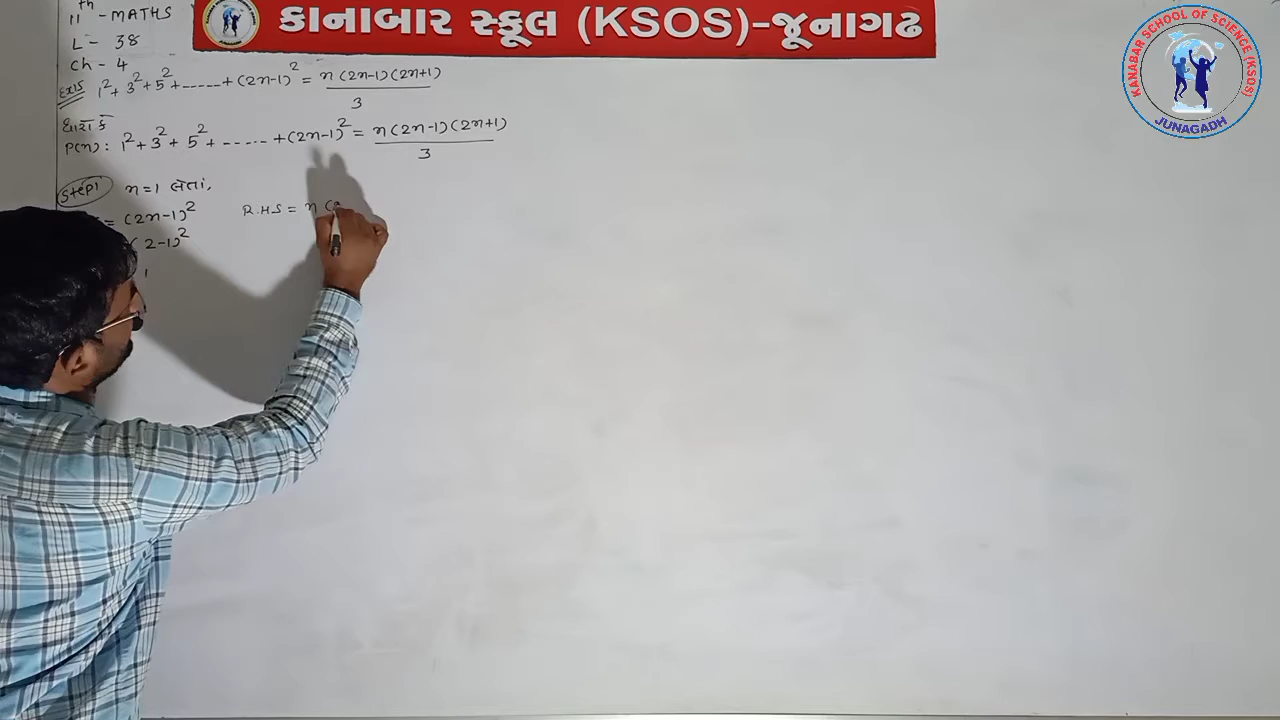 કાનાબાર સ્કૂલ (KSOS)-જૂનાગઢ
KANABAR SCHOOL OF SCIENCE (KSOS)
JUNAGADH
11th - MATHS
L - 38
Ch - 4
Ex15 1² + 3² + 5² + ...... + (2n-1)² = n(2n-1)(2n+1) / 3
ધારો કે
P(n): 1² + 3² + 5² + ...... + (2n-1)² = n(2n-1)(2n+1) / 3
Step1 n=1 લેતાં,
= (2n-1)² R.H.S = n (
(2-1)²
1